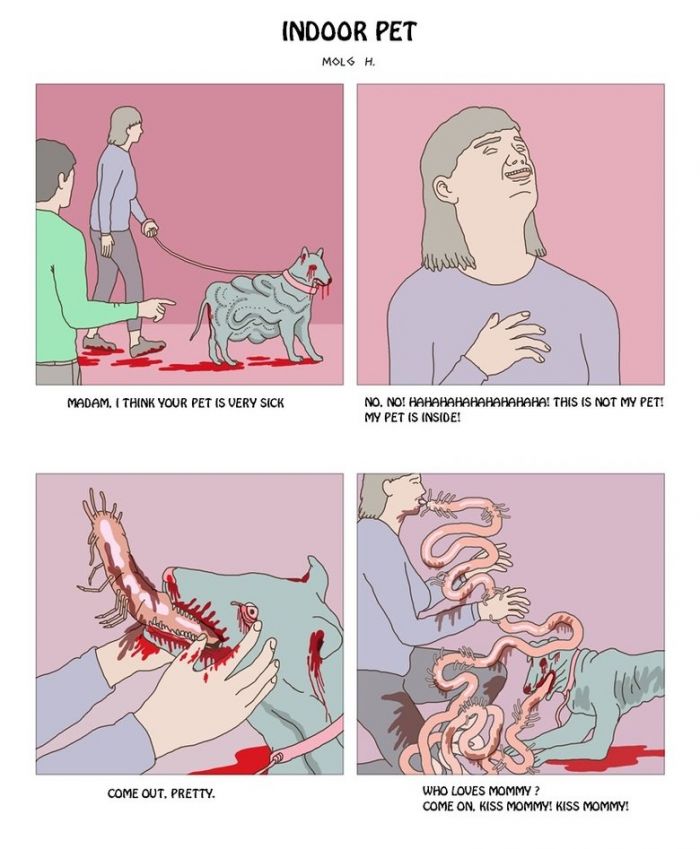 INDOOR PET
MOLG H.
MADAM, I THINK YOUR PET IS VERY SICK
NO, NO! HAHAHAHAHAHAHAHAHA! THIS IS NOT MY PET!
MY PET IS INSIDE!
COME OUT, PRETTY.
WHO LOVES MOMMY ?
COME ON, KISS MOMMY! KISS MOMMY!